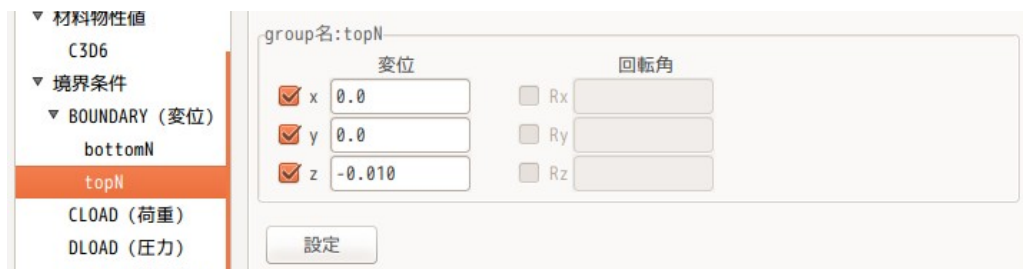 ▼ 材料物性値
C3D6
▼ 境界条件
▼ BOUNDARY (変位)
bottomN
topN
CLOAD (荷重)
DLOAD (圧力)
group名:topN
変位 回転角
x 0.0 Rx
y 0.0 Ry
z -0.010 Rz
設定